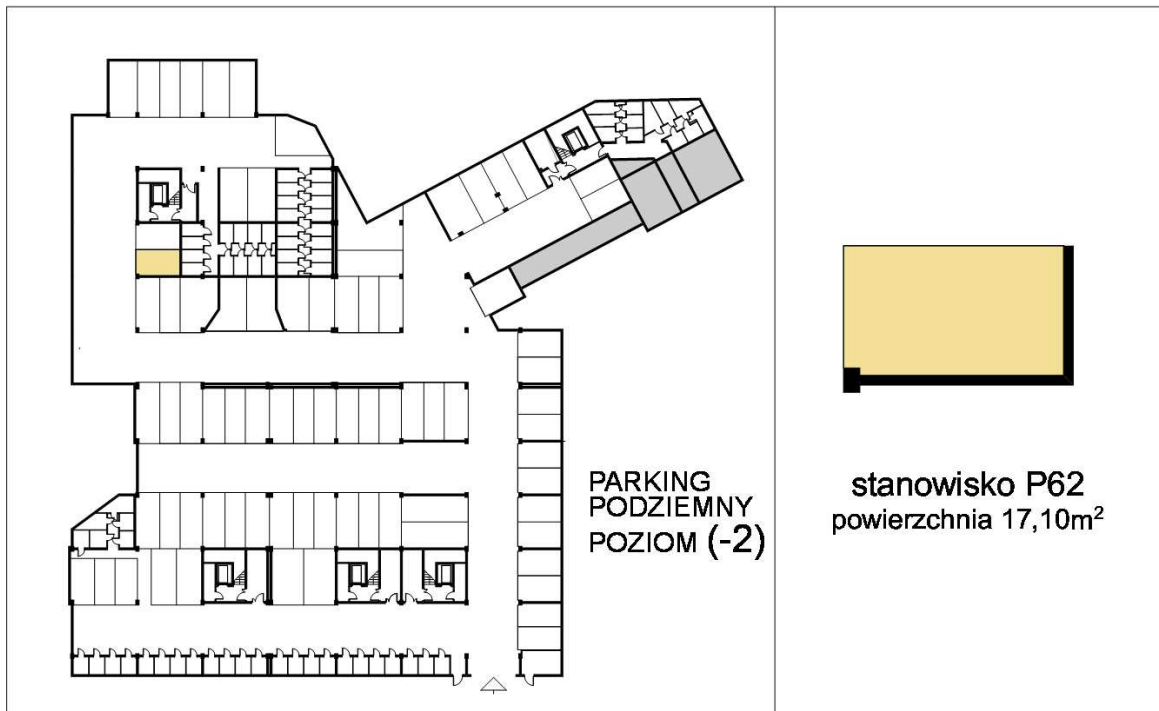 PARKING
PODZIEMNY
POZIOM (-2)
stanowisko P62
powierzchnia 17,10m²